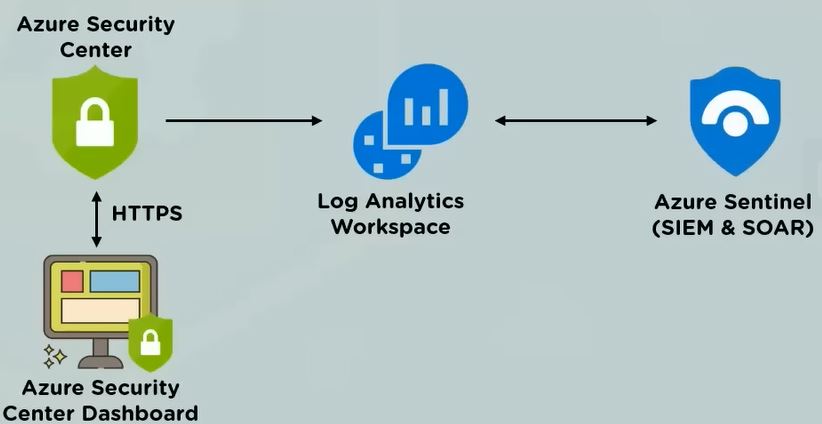 Azure Security
Center
HTTPS
Log Analytics
Workspace
Azure Sentinel
(SIEM & SOAR)
Azure Security
Center Dashboard